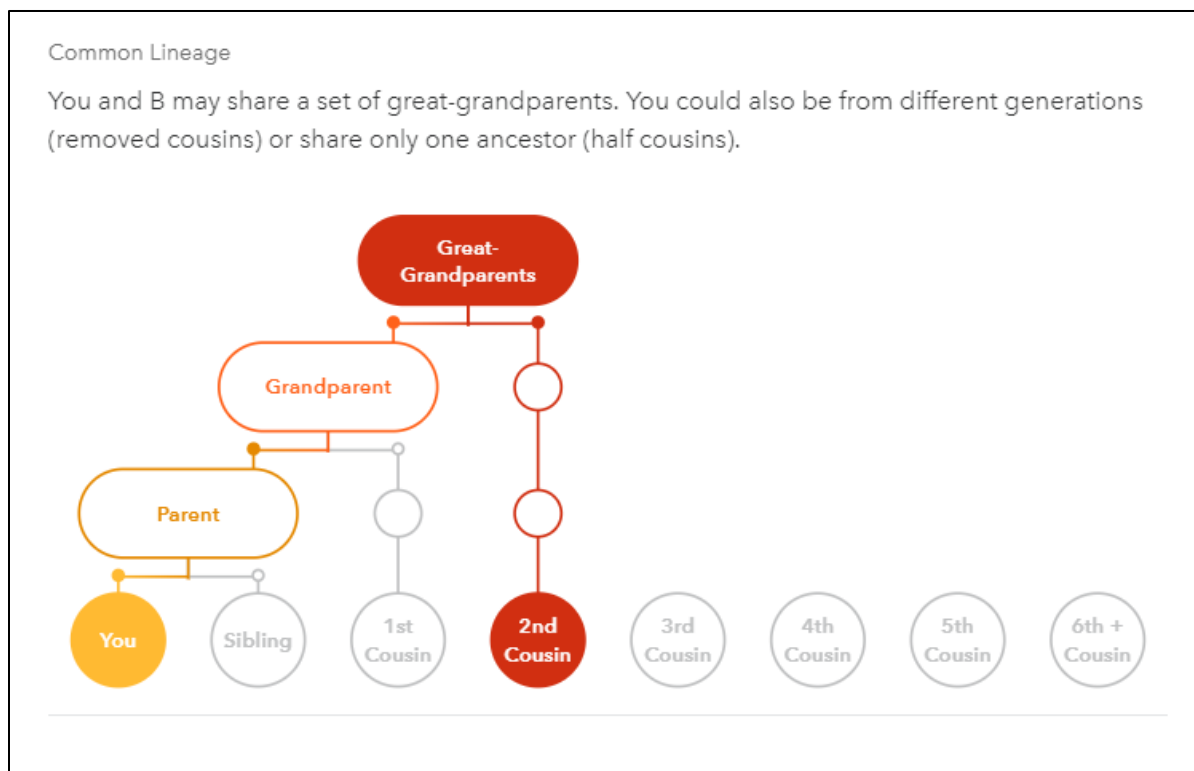 Common Lineage
You and B may share a set of great-grandparents. You could also be from different generations
(removed cousins) or share only one ancestor (half cousins).
Great-
Grandparents
Grandparent
Parent
You
Sibling
1st
Cousin
2nd
Cousin
3rd
Cousin
4th
Cousin
5th
Cousin
6th +
Cousin